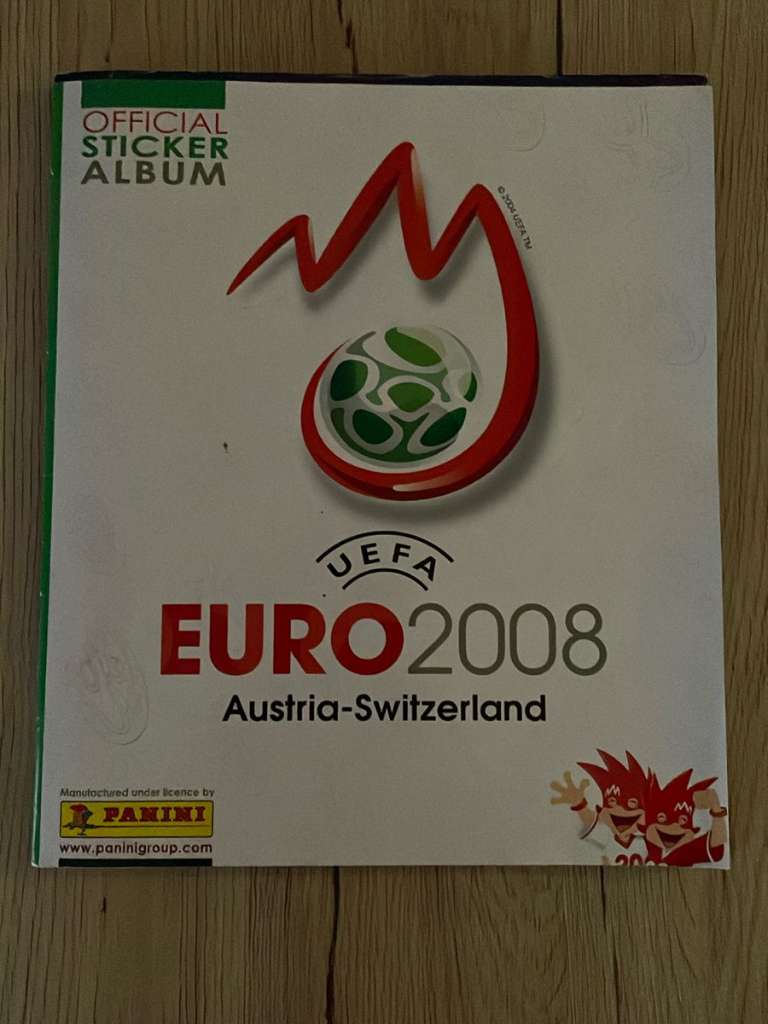 OFFICIAL
STICKER
ALBUM
© 2004 UEFA TM
UEFA
EURO2008
Austria-Switzerland
Manufactured under licence by
PANINI
www.paninigroup.com